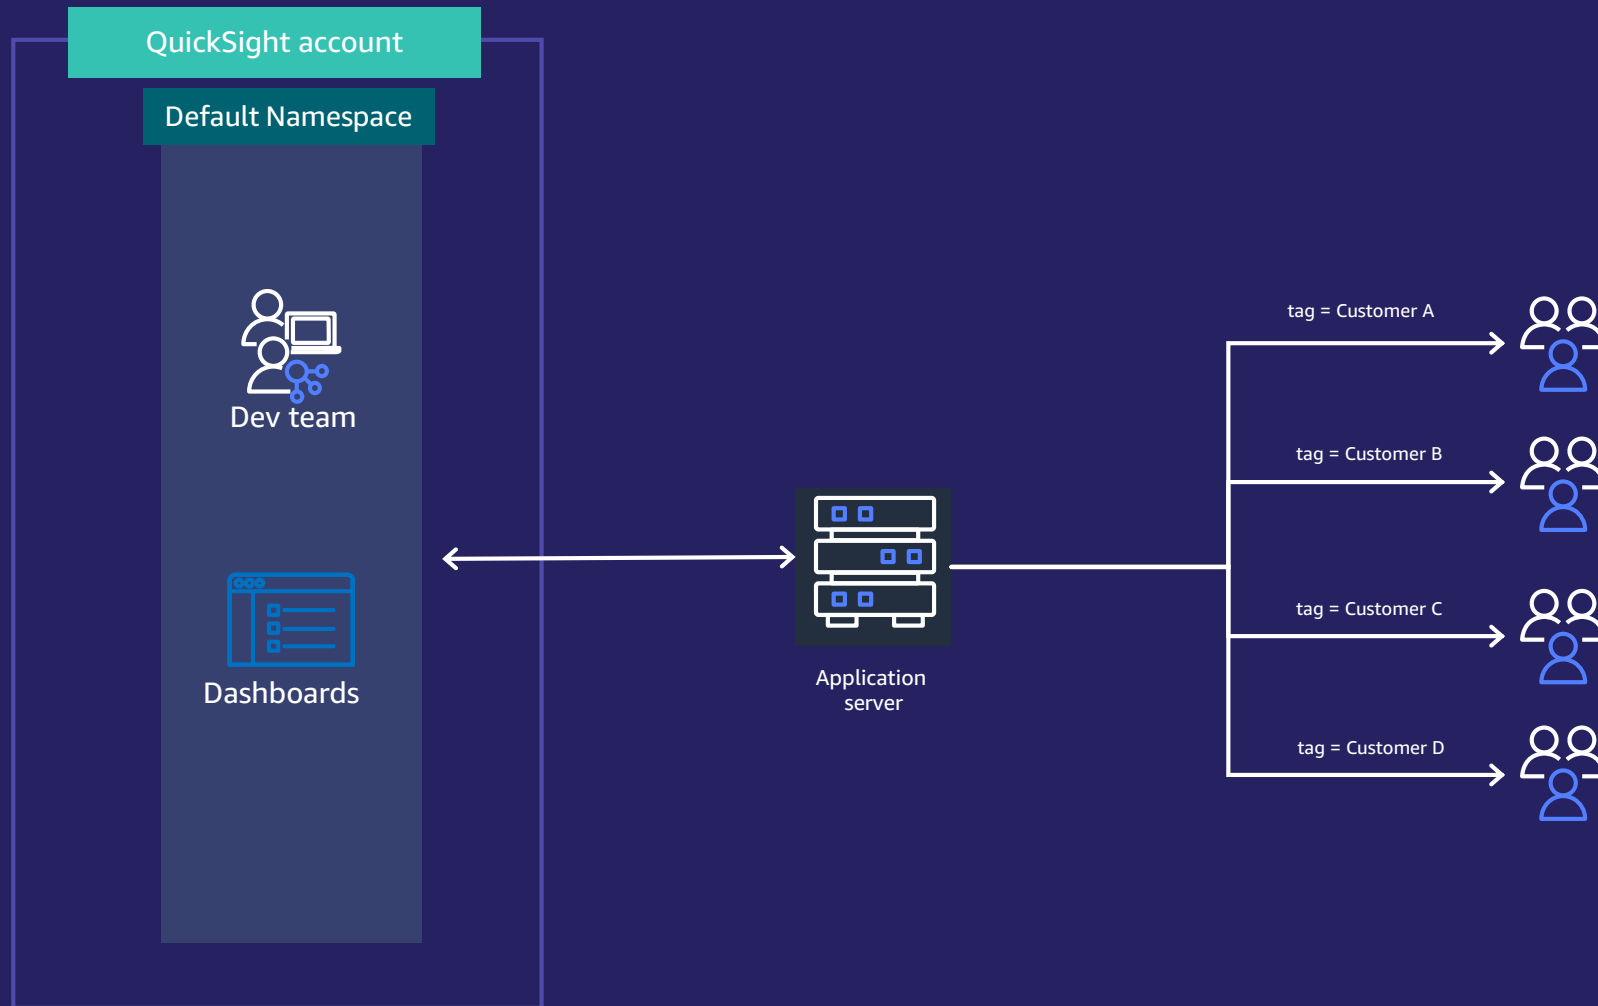 QuickSight account
Default Namespace
Dev team
Dashboards
Application
server
tag = Customer A
tag = Customer B
tag = Customer C
tag = Customer D